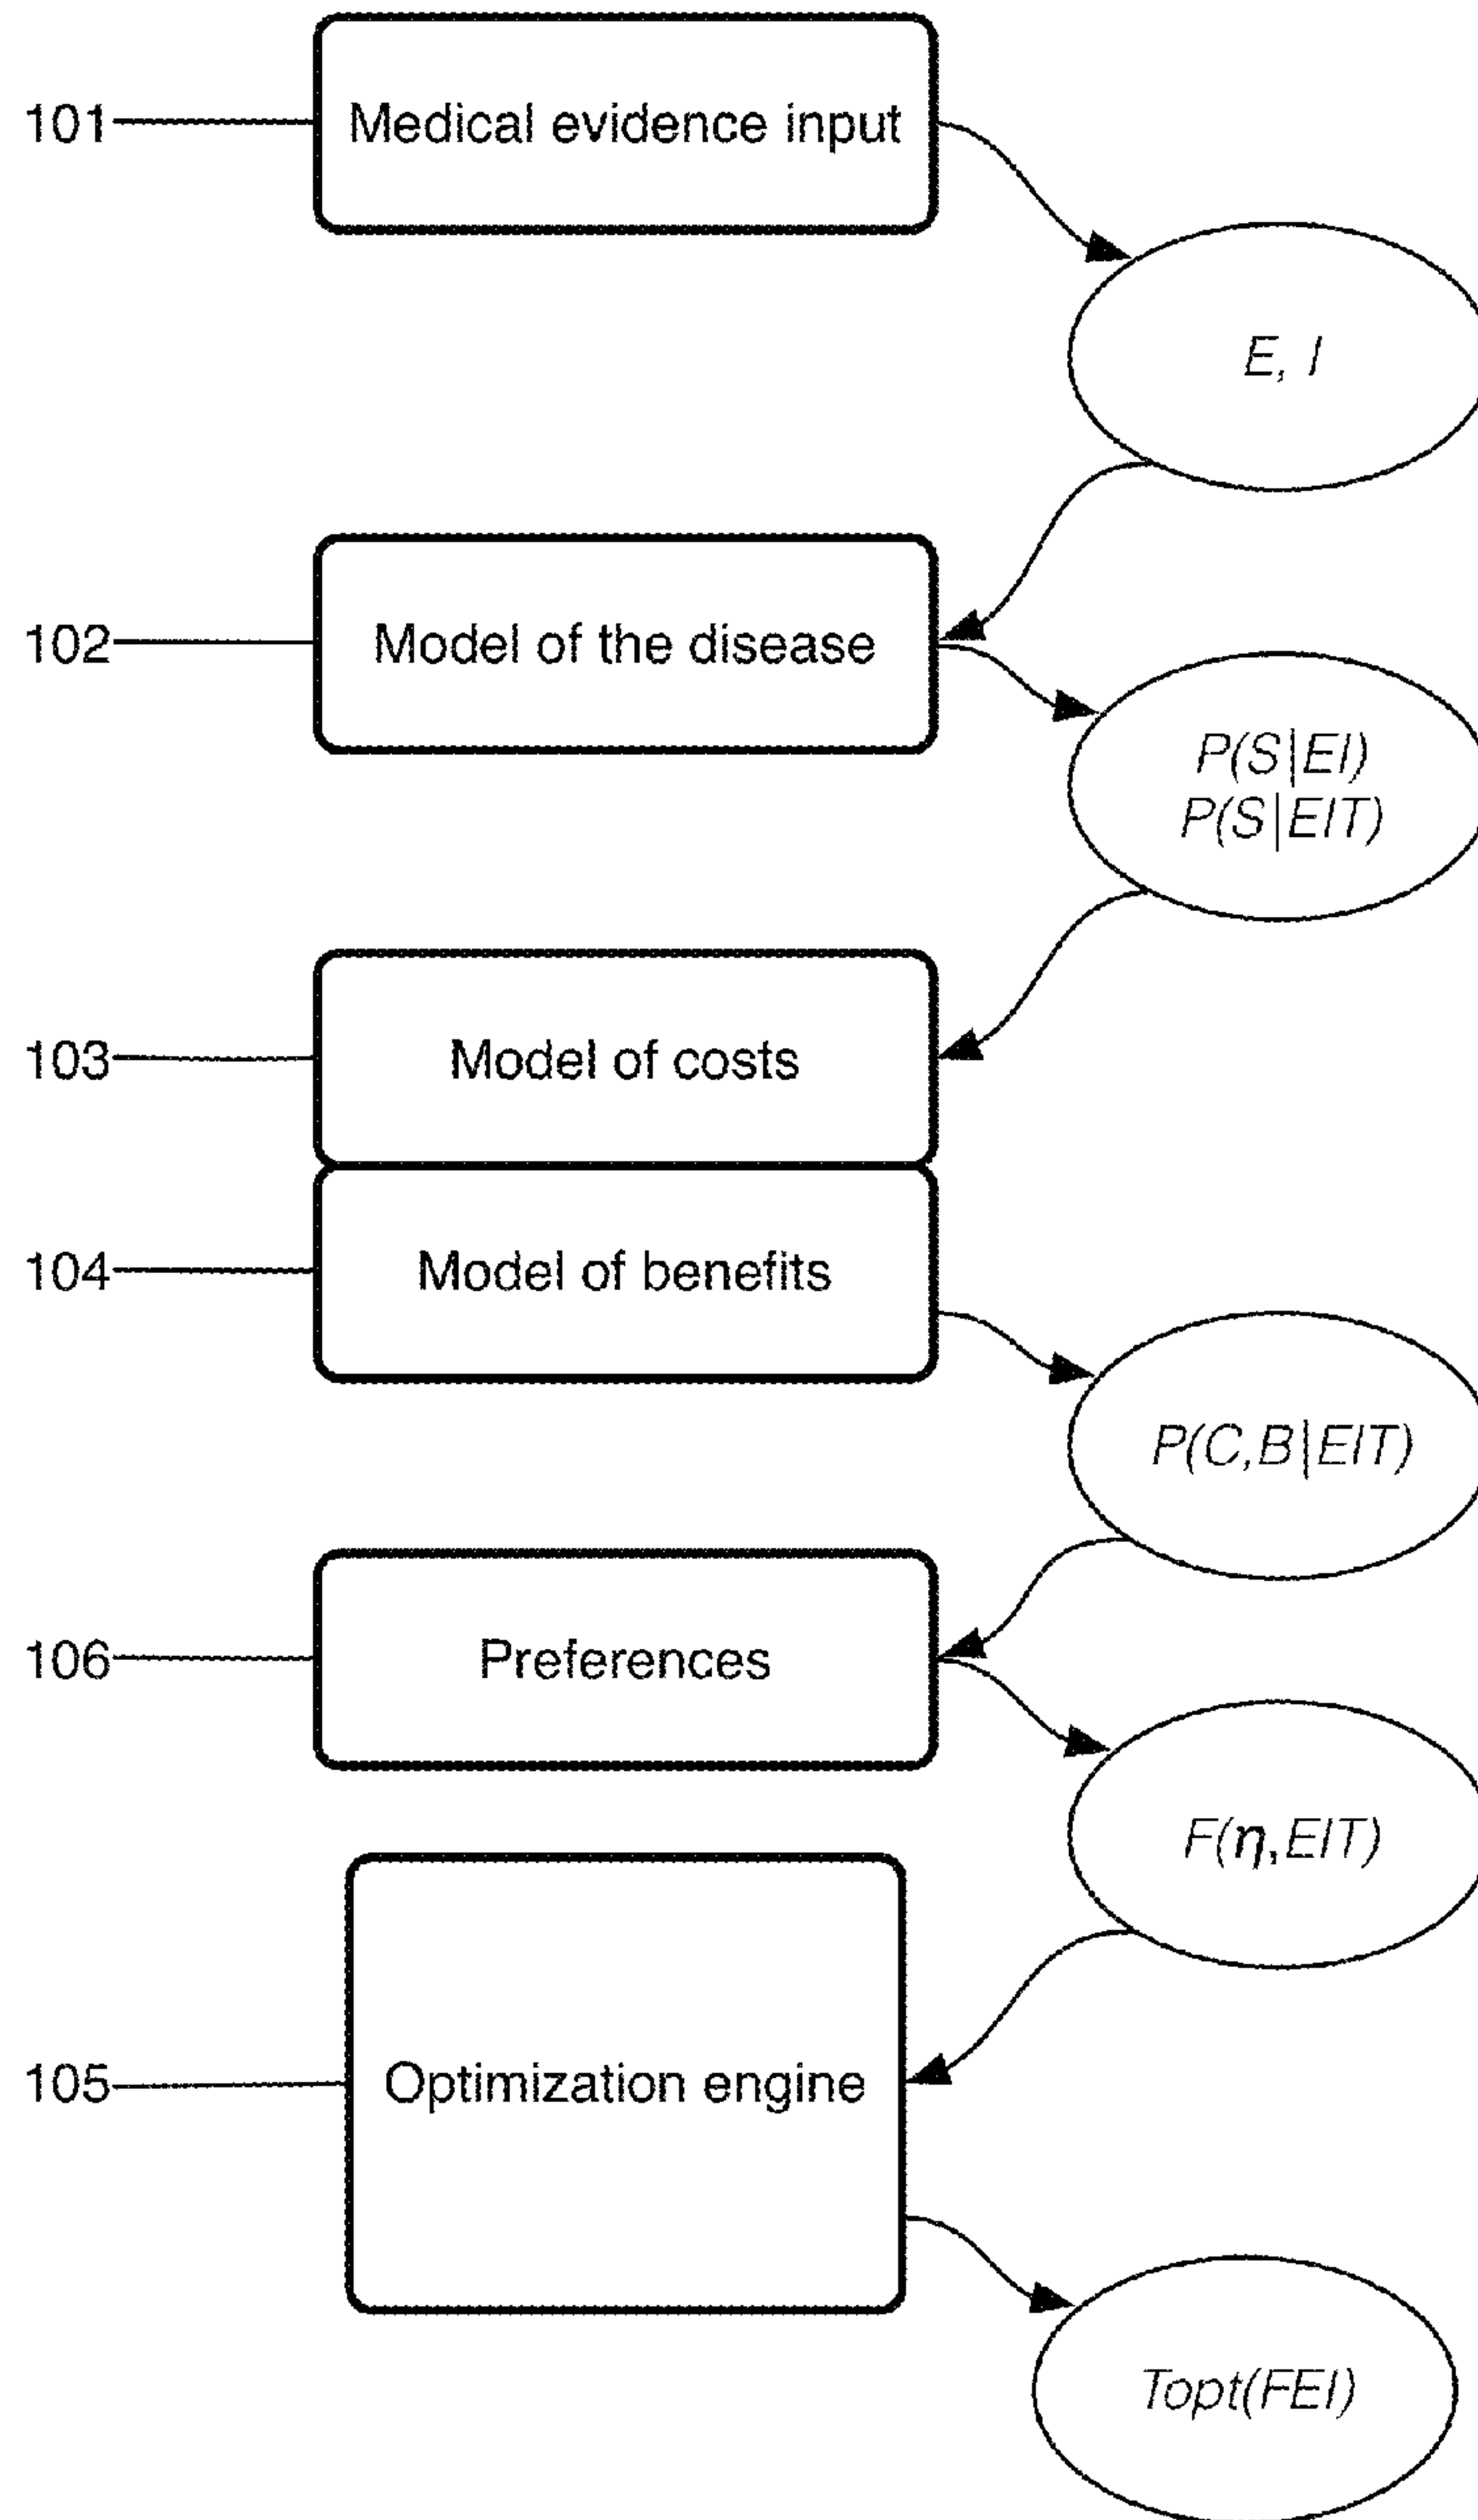 101
Medical evidence input
E, I
102
Model of the disease
P(S|EI)
P(S|EIT)
103
Model of costs
104
Model of benefits
P(C,B|EIT)
106
Preferences
F(η,EIT)
105
Optimization engine
Topt(FEI)